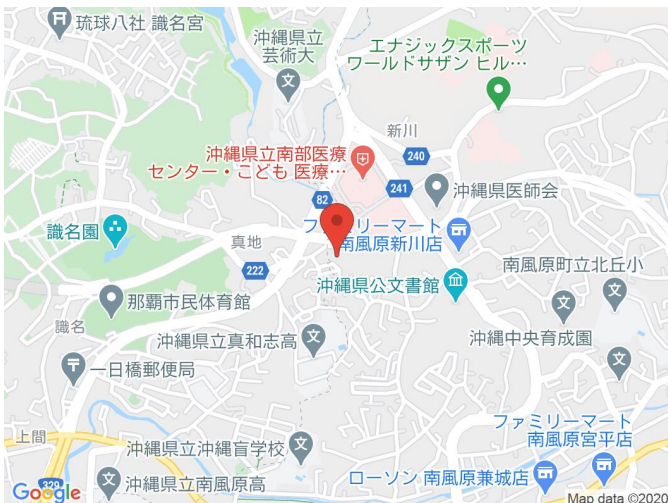 琉球八社 識名宮
沖縄県立
芸術大
エナジックスポーツ
ワールドサザン ヒル…
新川
240
沖縄県立南部医療
センター・こども 医療…
241
沖縄県医師会
82
ファミリーマート
南風原新川店
識名園
真地
222
南風原町立北丘小
沖縄県公文書館
那覇市民体育館
識名
沖縄県立真和志高
沖縄中央育成園
一日橋郵便局
ファミリーマート
南風原宮平店
上間
沖縄県立沖縄盲学校
ローソン 南風原兼城店
329
沖縄県立南風原高
Google
Map data ©2020